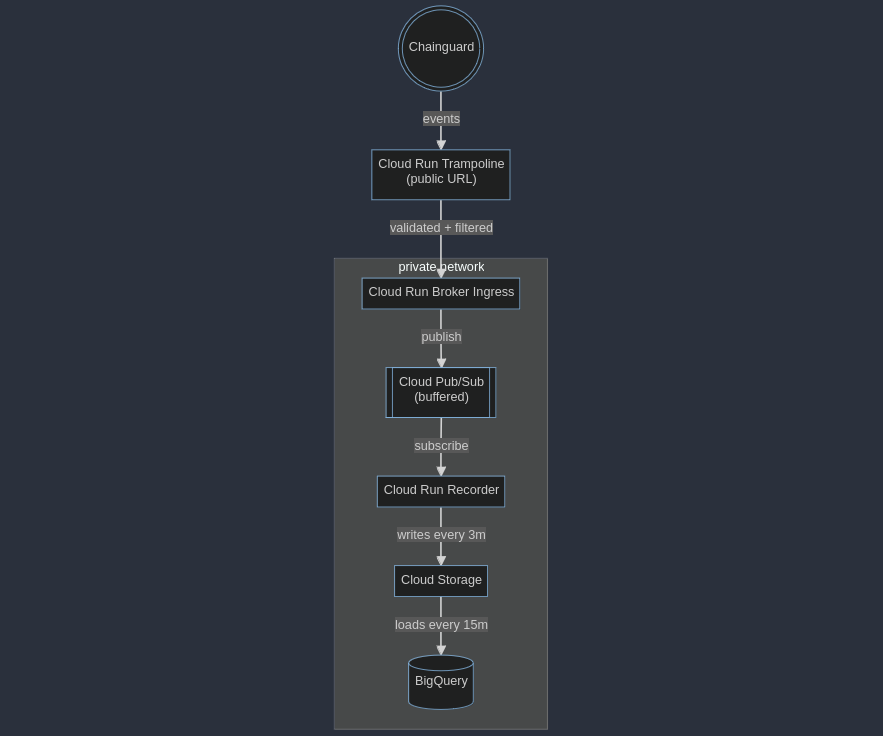 Chainguard
events
Cloud Run Trampoline
(public URL)
validated + filtered
private network
Cloud Run Broker Ingress
publish
Cloud Pub/Sub
(buffered)
subscribe
Cloud Run Recorder
writes every 3m
Cloud Storage
loads every 15m
BigQuery